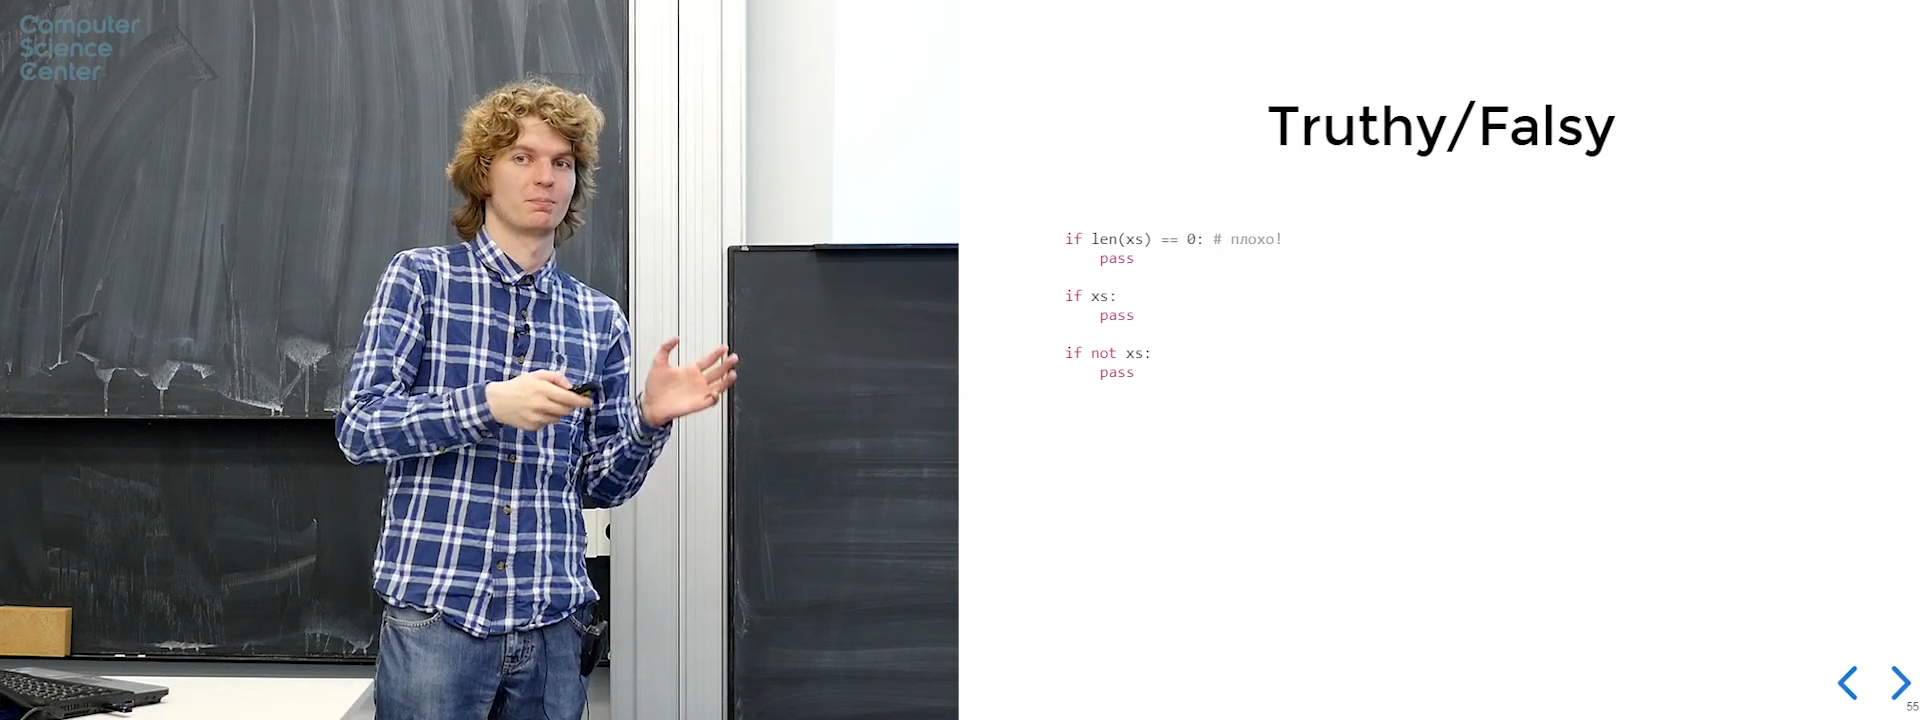 Computer
Science
Center
Truthy/Falsy
if len(xs) == 0: # плохо!
    pass
if xs:
    pass
if not xs:
    pass
55